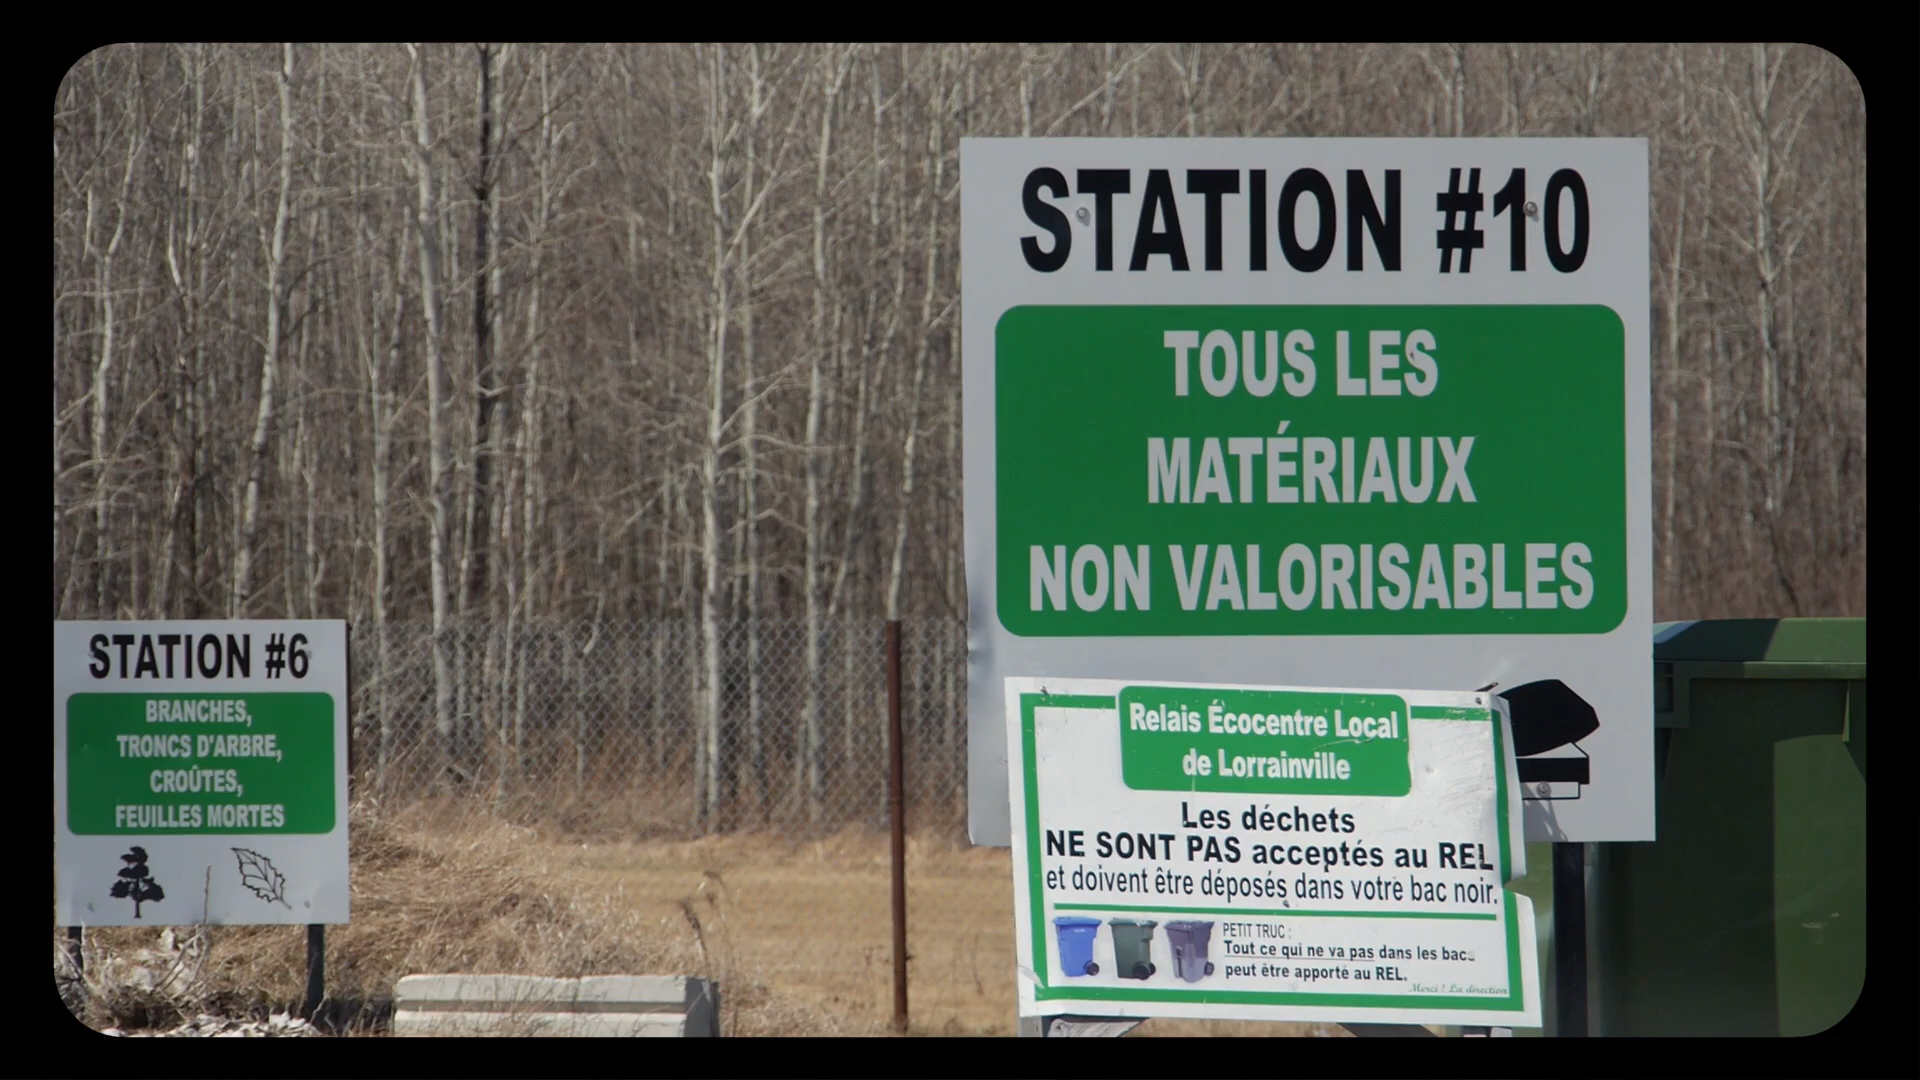 STATION #10
TOUS LES
MATÉRIAUX
NON VALORISABLES
STATION #6
BRANCHES,
TRONCS D'ARBRE,
CROÛTES,
FEUILLES MORTES
Relais Écocentre Local
de Lorrainville
Les déchets
NE SONT PAS acceptés au REL
et doivent être déposés dans votre bac noir.
PETIT TRUC :
Tout ce qui ne va pas dans les bacs
peut être apporté au REL.
Merci ! La direction